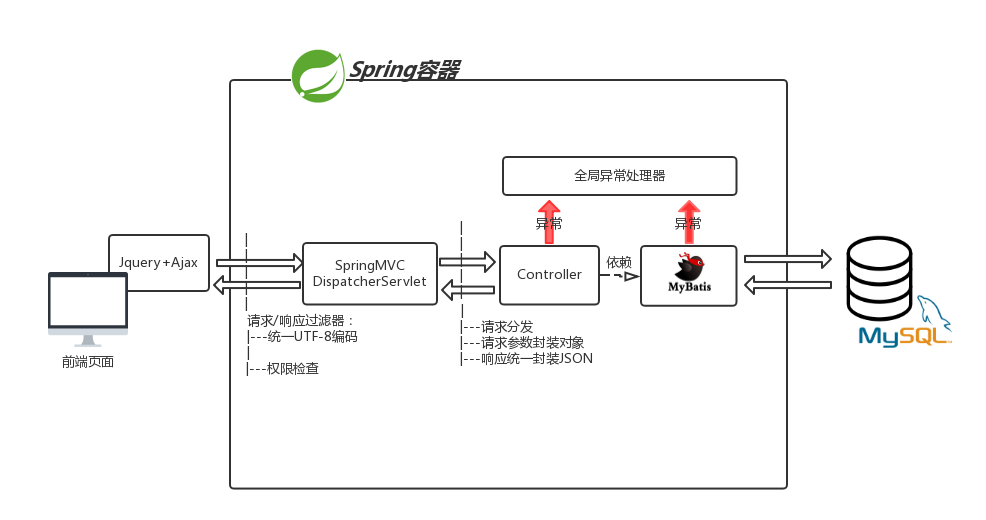 Spring容器
全局异常处理器
异常
异常
Jquery+Ajax
SpringMVC
DispatcherServlet
Controller
依赖
MyBatis
请求/响应过滤器：
|---统一UTF-8编码
|
|---权限检查
|---请求分发
|---请求参数封装对象
|---响应统一封装JSON
前端页面
MySQL